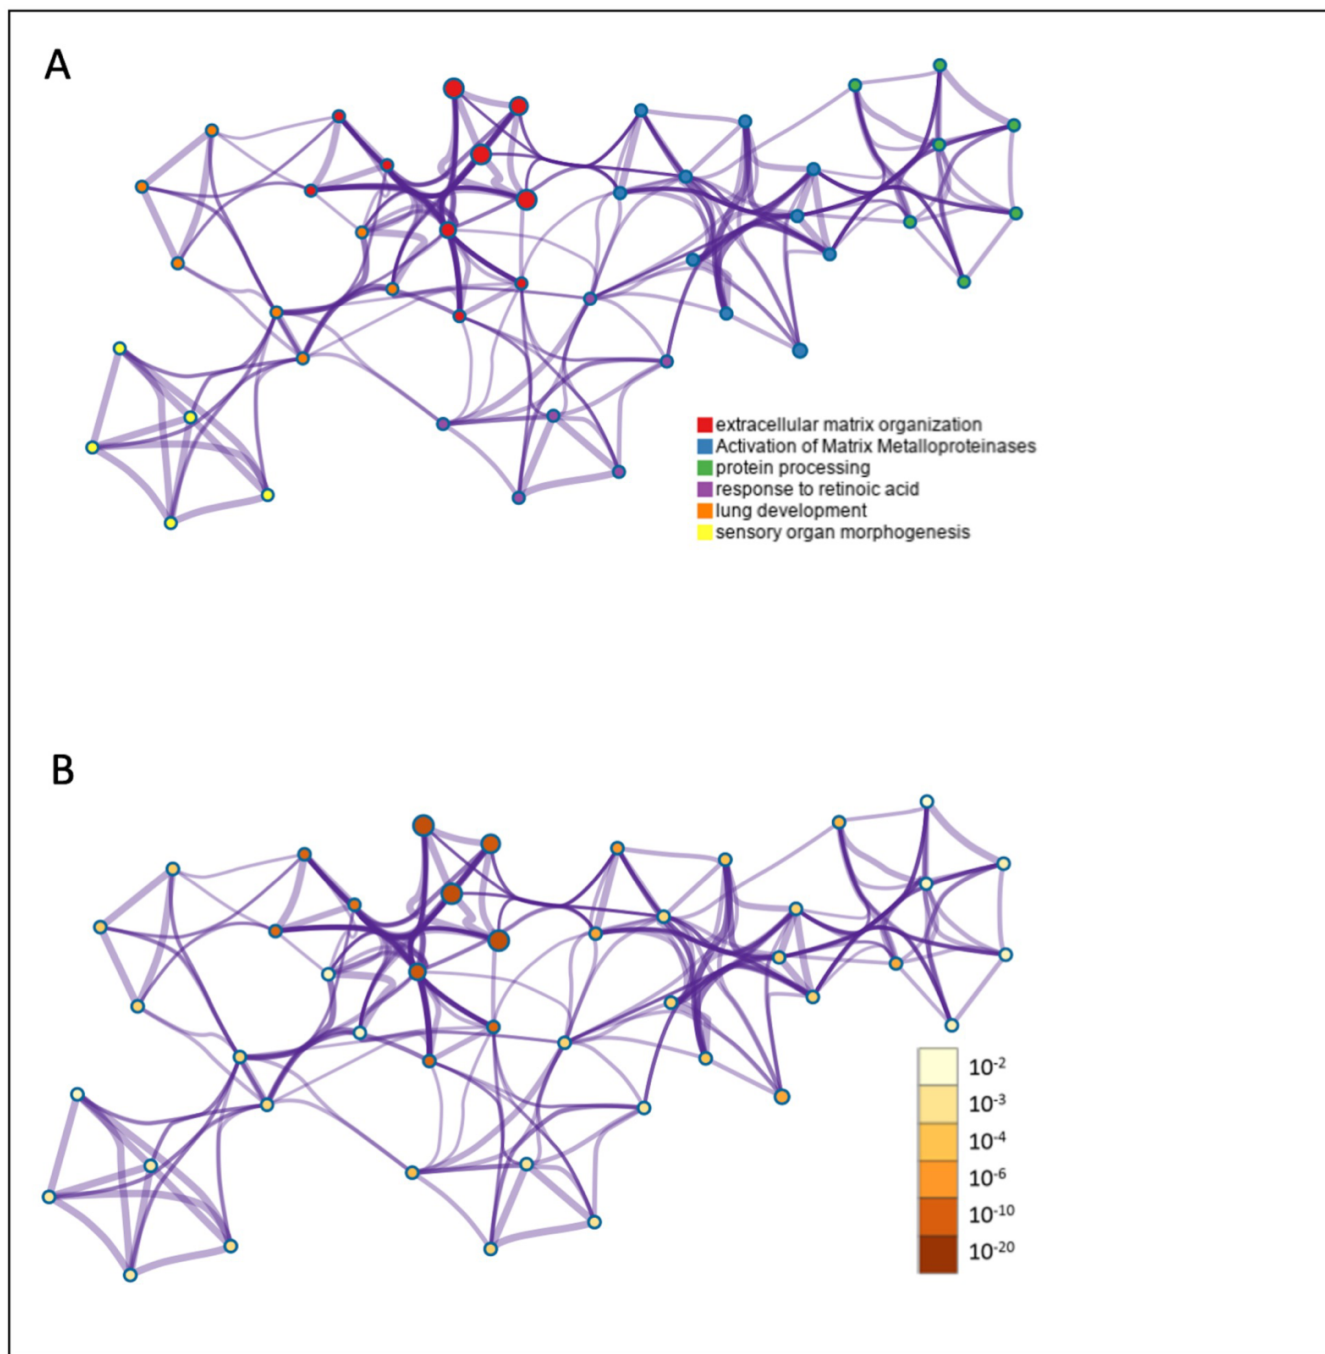 A
extracellular matrix organization
Activation of Matrix Metalloproteinases
protein processing
response to retinoic acid
lung development
sensory organ morphogenesis
B
10-2
10-3
10-4
10-6
10-10
10-20